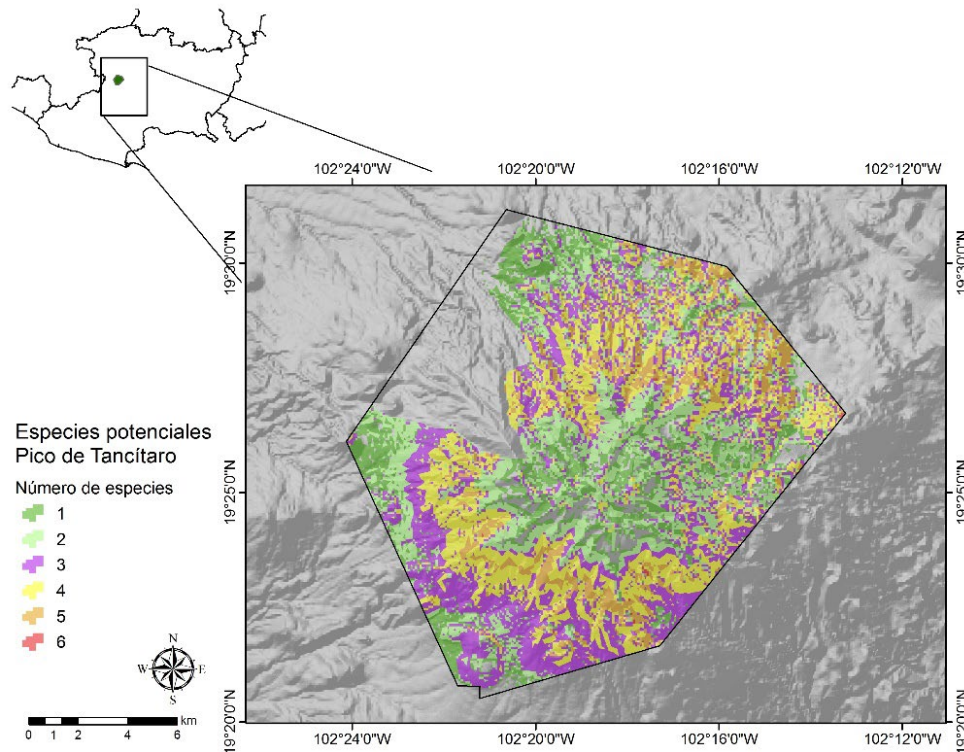 102°24'0"W 102°20'0"W 102°16'0"W 102°12'0"W
19°30'0"N 19°30'0"N
19°25'0"N 19°25'0"N
19°20'0"N 19°20'0"N
102°24'0"W 102°20'0"W 102°16'0"W 102°12'0"W
Especies potenciales
Pico de Tancítaro
Número de especies
1
2
3
4
5
6
N
W E
S
km
0 1 2 4 6